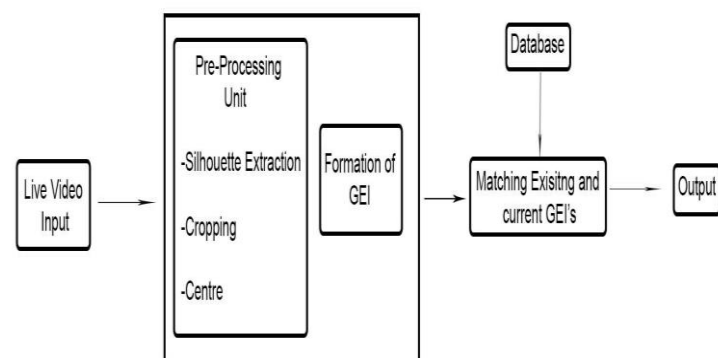 Live Video
Input
Pre-Processing
Unit
-Silhouette Extraction
-Cropping
-Centre
Formation of
GEI
Database
Matching Exisitng and
current GEI's
Output